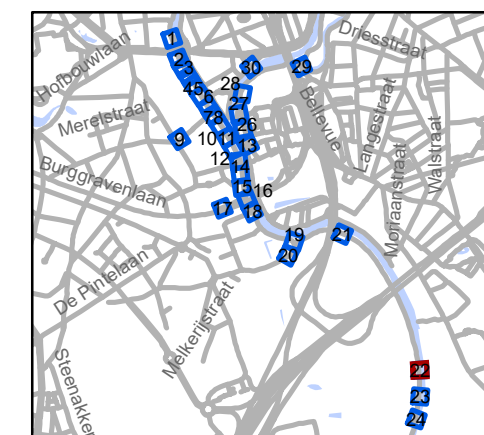 1
Driesstraat
Hofbouwlaan
2
3
30
29
28
4
5
6
27
Bellevue
Merelstraat
7
8
26
Langestraat
Walstraat
9
10
11
13
12
14
Burggravenlaan
15
16
Moriaanstraat
17
18
19
21
20
De Pintelaan
Melkerijstraat
Steenakker
22
23
24